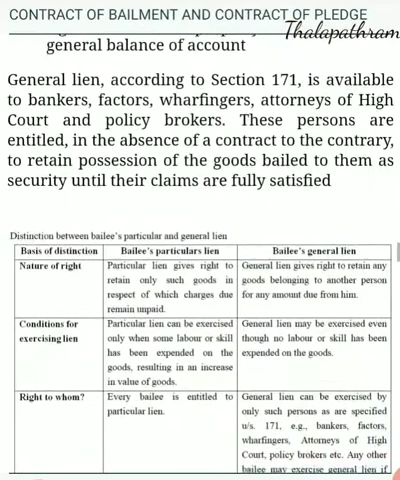 CONTRACT OF BAILMENT AND CONTRACT OF PLEDGE
Thalapathram
general balance of account
General lien, according to Section 171, is available
to bankers, factors, wharfingers, attorneys of High
Court and policy brokers. These persons are
entitled, in the absence of a contract to the contrary,
to retain possession of the goods bailed to them as
security until their claims are fully satisfied
Distinction between bailee's particular and general lien
Basis of distinction
Bailee's particulars lien
Bailee's general lien
Nature of right
Particular lien gives right to
retain only such goods in
respect of which charges due
remain unpaid.
General lien gives right to retain any
goods belonging to another person
for any amount due from him.
Conditions for
exercising lien
Particular lien can be exercised
only when some labour or skill
has been expended on the
goods, resulting in an increase
in value of goods.
General lien may be exercised even
though no labour or skill has been
expended on the goods.
Right to whom?
Every bailee is entitled to
particular lien.
General lien can be exercised by
only such persons as are specified
u/s. 171, e.g., bankers, factors,
wharfingers, Attorneys of High
Court, policy brokers etc. Any other
bailee may exercise general lien if